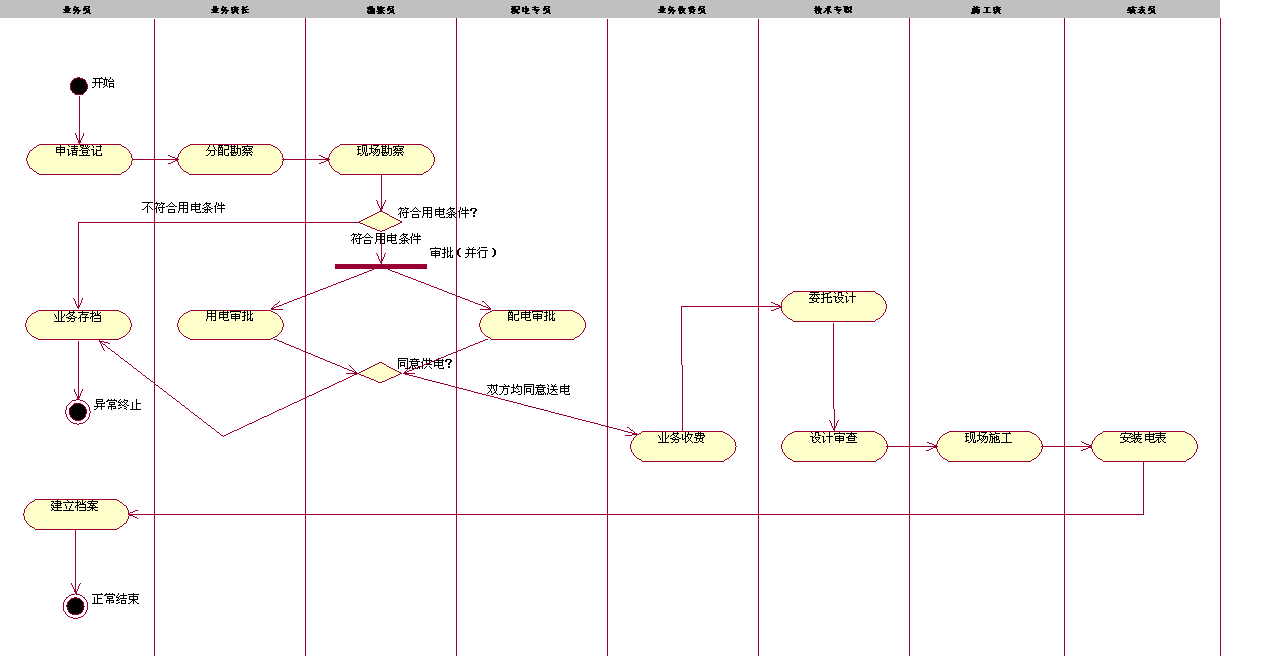 业务员
业务班长
勘察员
配电专员
业务收费员
技术专职
施工班
装表员
开始
申请登记
分配勘察
现场勘察
不符合用电条件
符合用电条件?
符合用电条件
审批(并行)
委托设计
业务存档
用电审批
配电审批
同意供电?
双方均同意送电
异常终止
业务收费
设计审查
现场施工
安装电表
建立档案
正常结束